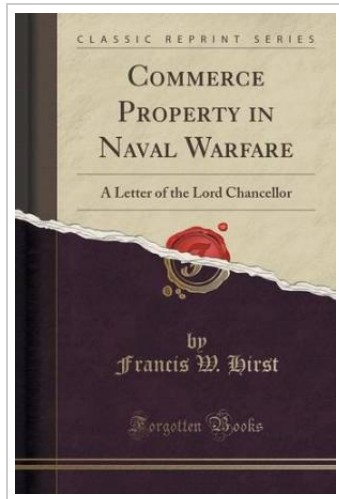 CLASSIC REPRINT SERIES
COMMERCE
PROPERTY IN
NAVAL WARFARE
A Letter of the Lord Chancellor
by
Francis W. Hirst
Forgotten Books